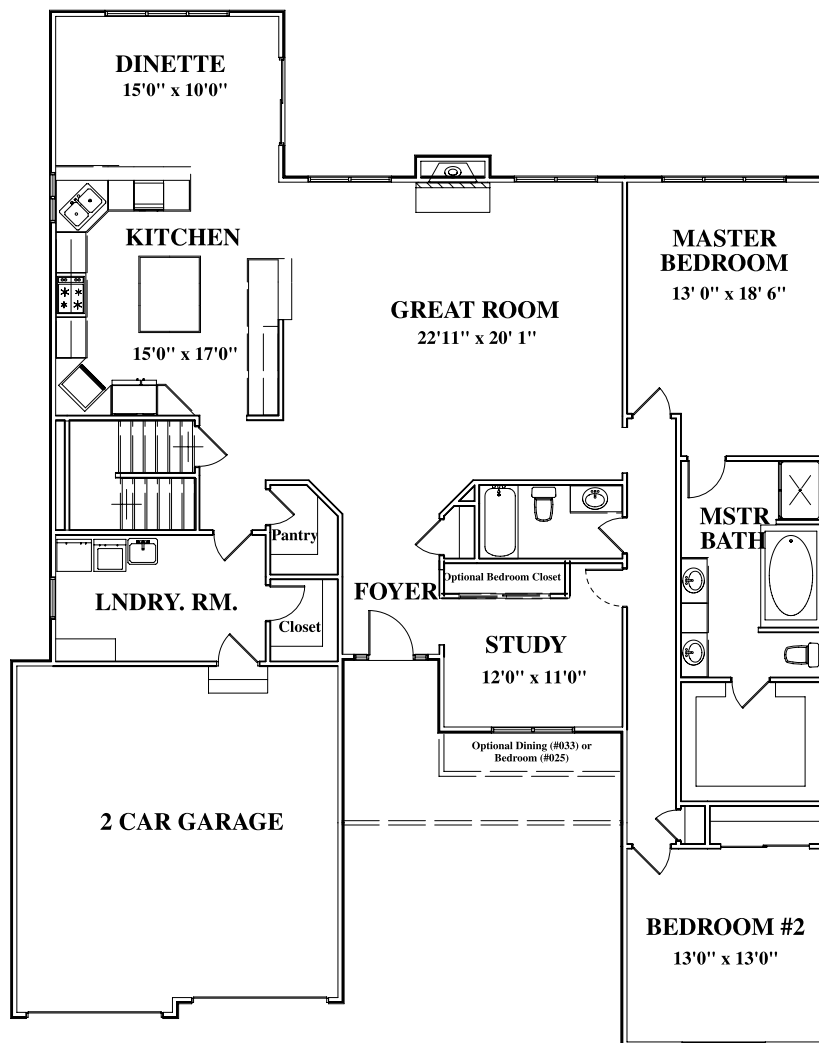 DINETTE
15'0" x 10'0"
KITCHEN
15'0" x 17'0"
GREAT ROOM
22'11" x 20' 1"
MASTER
BEDROOM
13' 0" x 18' 6"
MSTR
BATH
Pantry
Optional Bedroom Closet
FOYER
LNDRY. RM.
Closet
STUDY
12'0" x 11'0"
Optional Dining (#033) or
Bedroom (#025)
2 CAR GARAGE
BEDROOM #2
13'0" x 13'0"